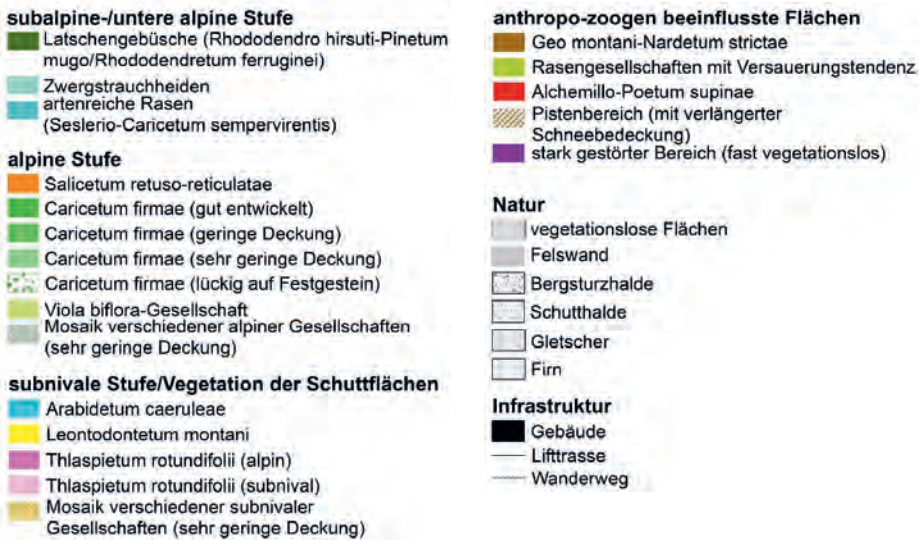 subalpine-/untere alpine Stufe
Latschengebüsche (Rhododendro hirsuti-Pinetum
mugo/Rhododendretum ferruginei)
Zwergstrauchheiden
artenreiche Rasen
(Seslerio-Caricetum sempervirentis)
alpine Stufe
Salicetum retuso-reticulatae
Caricetum firmae (gut entwickelt)
Caricetum firmae (geringe Deckung)
Caricetum firmae (sehr geringe Deckung)
Caricetum firmae (lückig auf Festgestein)
Viola biflora-Gesellschaft
Mosaik verschiedener alpiner Gesellschaften
(sehr geringe Deckung)
subnivale Stufe/Vegetation der Schuttflächen
Arabidetum caeruleae
Leontodontetum montani
Thlaspietum rotundifolii (alpin)
Thlaspietum rotundifolii (subnival)
Mosaik verschiedener subnivaler
Gesellschaften (sehr geringe Deckung)
anthropo-zoogen beeinflusste Flächen
Geo montani-Nardetum strictae
Rasengesellschaften mit Versauerungstendenz
Alchemillo-Poetum supinae
Pistenbereich (mit verlängerter
Schneebedeckung)
stark gestörter Bereich (fast vegetationslos)
Natur
vegetationslose Flächen
Felswand
Bergsturzhalde
Schutthalde
Gletscher
Firn
Infrastruktur
Gebäude
Lifttrasse
Wanderweg